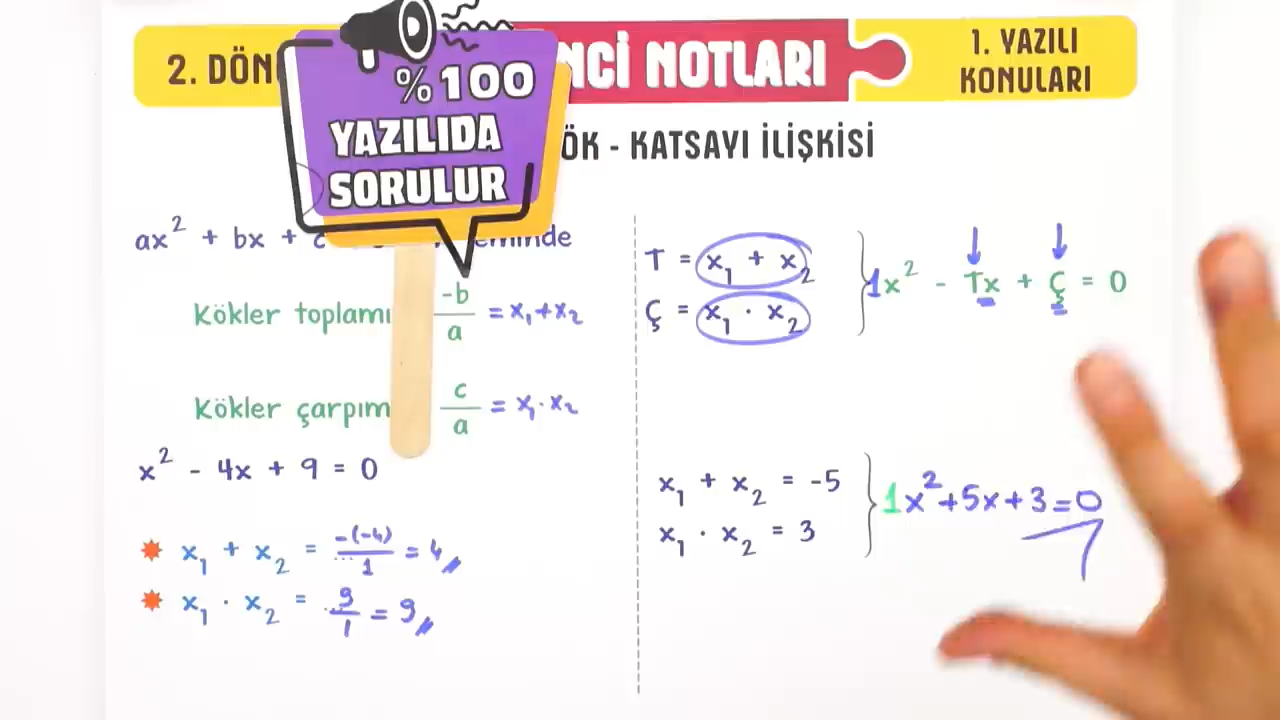 2. DÖN
NCİ NOTLARI
1. YAZILI
KONULARI
%100
YAZILIDA
SORULUR
ÖK - KATSAYI İLİŞKİSİ
ax² + bx + c
Kökler toplamı -b/a = x₁+x₂
Kökler çarpım c/a = x₁·x₂
x² - 4x + 9 = 0
x₁ + x₂ = -(-4)/1 = 4
x₁ · x₂ = 9/1 = 9
T = x₁ + x₂
Ç = x₁ · x₂
1x² - Tx + Ç = 0
x₁ + x₂ = -5
x₁ · x₂ = 3
1x²+5x+3=0